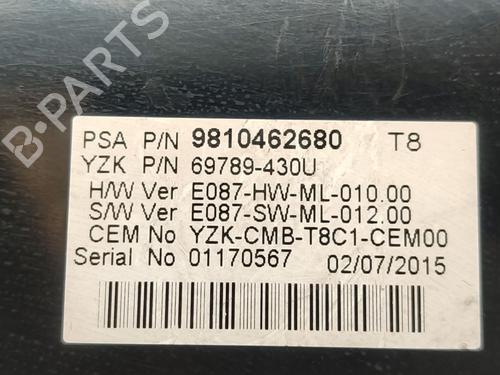 B-PARTS
PSA P/N 9810462680 T8
YZK P/N 69789-430U
H/W Ver E087-HW-ML-010.00
S/W Ver E087-SW-ML-012.00
CEM No YZK-CMB-T8C1-CEM00
Serial No 01170567 02/07/2015